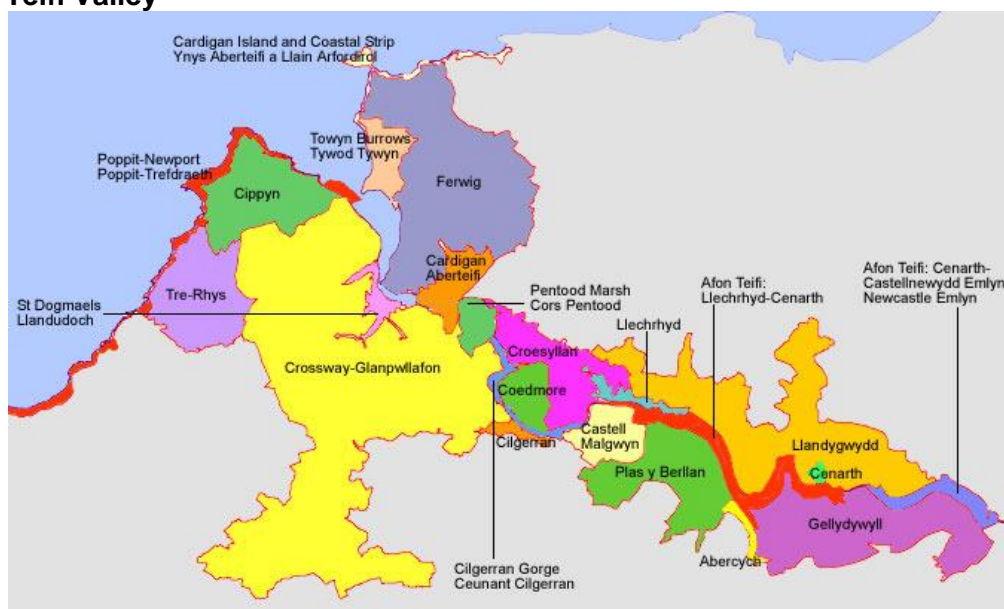 Teifi Valley
Cardigan Island and Coastal Strip
Ynys Aberteifi a Llain Arfordirol
Towyn Burrows
Tywod Tywyn
Poppit-Newport
Poppit-Trefdraeth
Cippyn
Ferwig
Cardigan
Aberteifi
Tre-Rhys
St Dogmaels
Llandudoch
Pentood Marsh
Cors Pentood
Afon Teifi:
Llechrhyd-Cenarth
Afon Teifi: Cenarth-
Castellnewydd Emlyn
Newcastle Emlyn
Llechrhyd
Croesyllan
Crossway-Glanpwllafon
Coedmore
Cilgerran
Castell
Malgwyn
Llandygwydd
Plas y Berllan
Cenarth
Gellydywyll
Abercych
Cilgerran Gorge
Ceunant Cilgerran